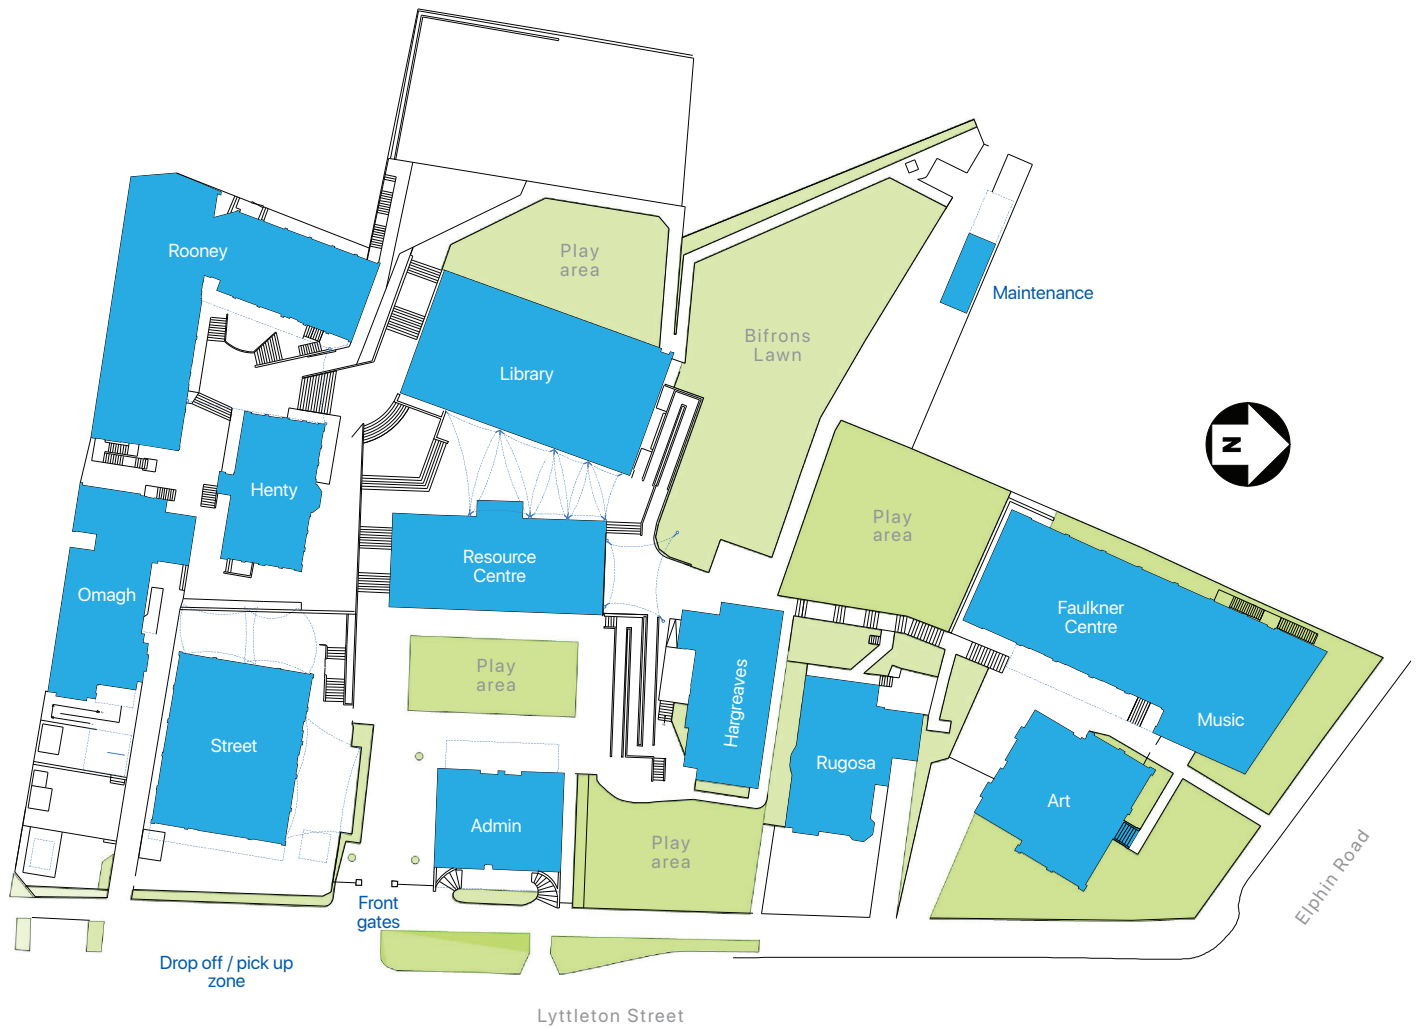 Rooney
Play
area
Maintenance
Bifrons
Lawn
Library
N
Henty
Play
area
Resource
Centre
Omagh
Faulkner
Centre
Play
area
Hargreaves
Music
Street
Rugosa
Art
Admin
Play
area
Elphin Road
Front
gates
Drop off / pick up
zone
Lyttleton Street